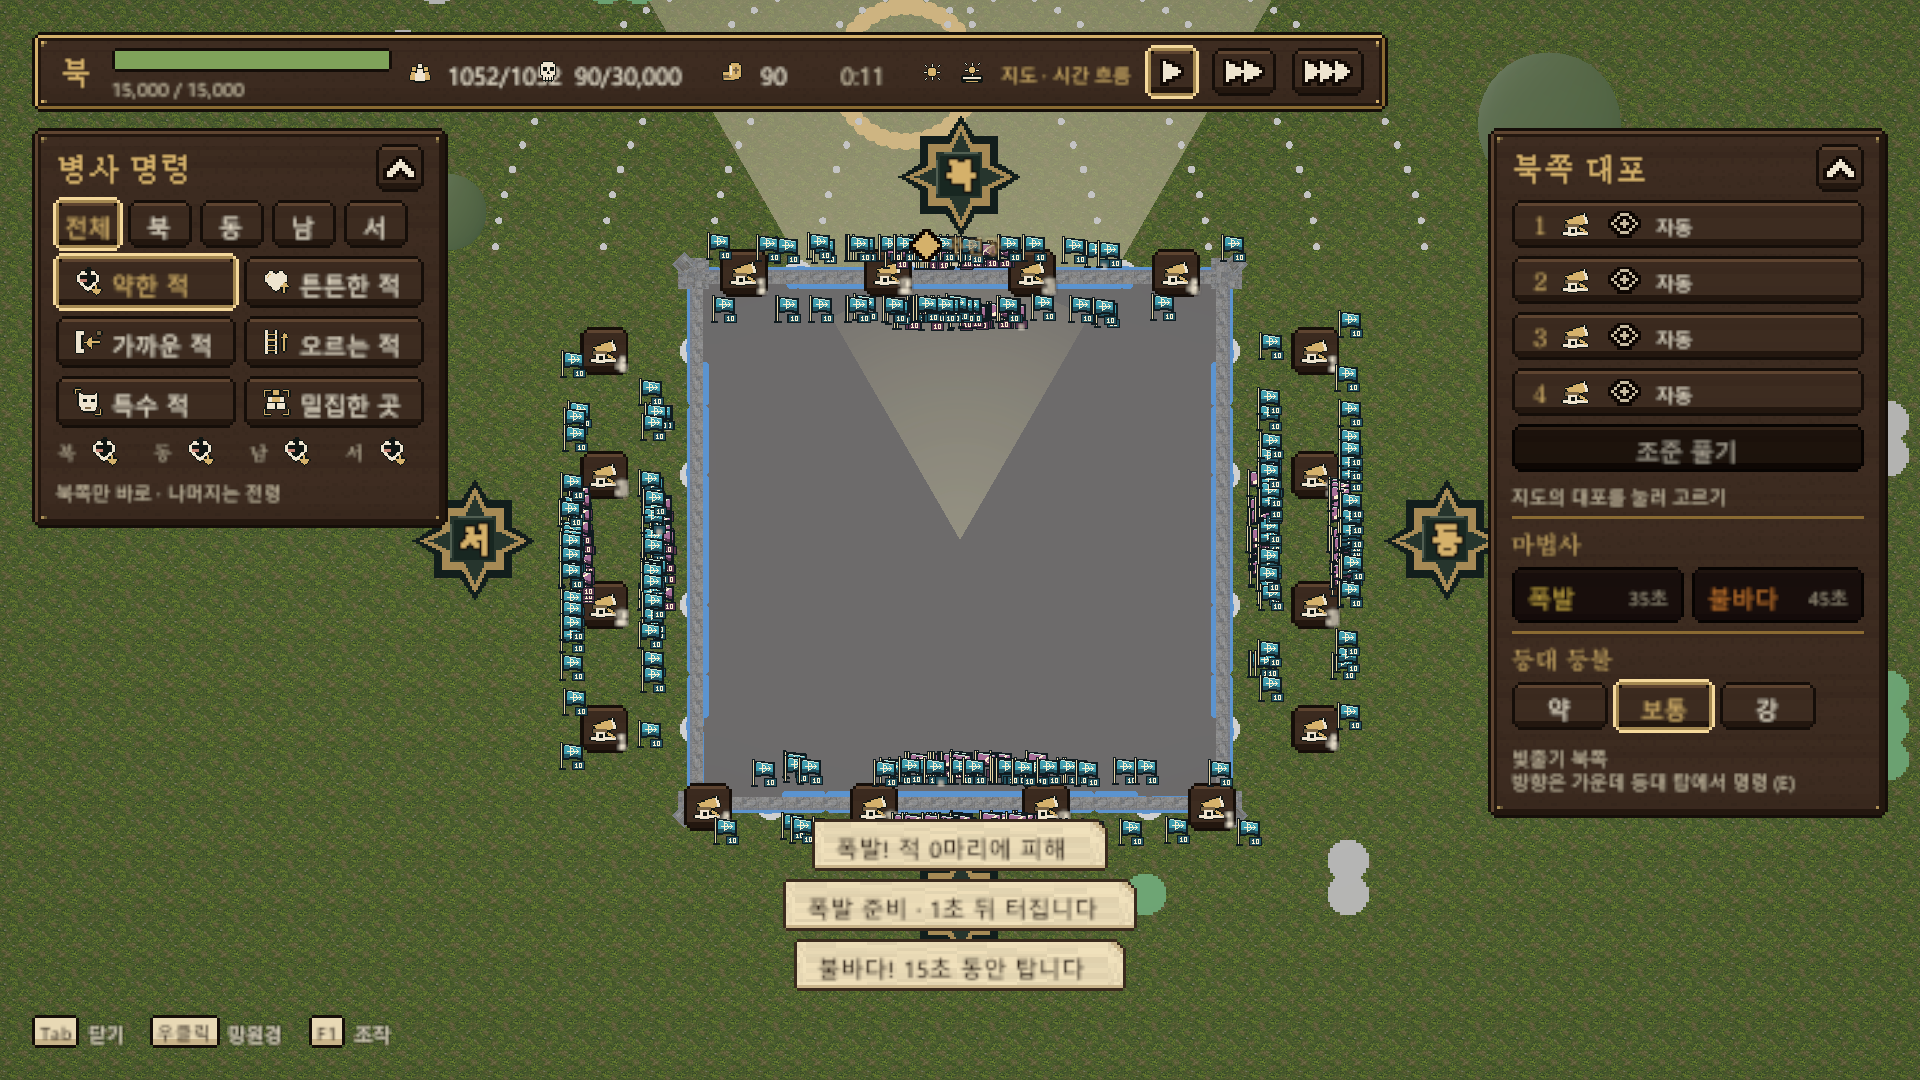 북
15,000 / 15,000
1052/1052
90/30,000
90
0:11
지도 · 시간 흐름
병사 명령
전체 북 동 남 서
약한 적
튼튼한 적
가까운 적
오르는 적
특수 적
밀집한 곳
북 동 남 서
북쪽만 바로 · 나머지는 전령
북
서
동
북쪽 대포
1 자동
2 자동
3 자동
4 자동
조준 풀기
지도의 대포를 눌러 고르기
마법사
폭발 35초
불바다 45초
등대 등불
약 보통 강
빛줄기 북쪽
방향은 가운데 등대 탑에서 명령 (E)
폭발! 적 0마리에 피해
폭발 준비 · 1초 뒤 터집니다
불바다! 15초 동안 탑니다
Tab 닫기
우클릭 망원경
F1 조작